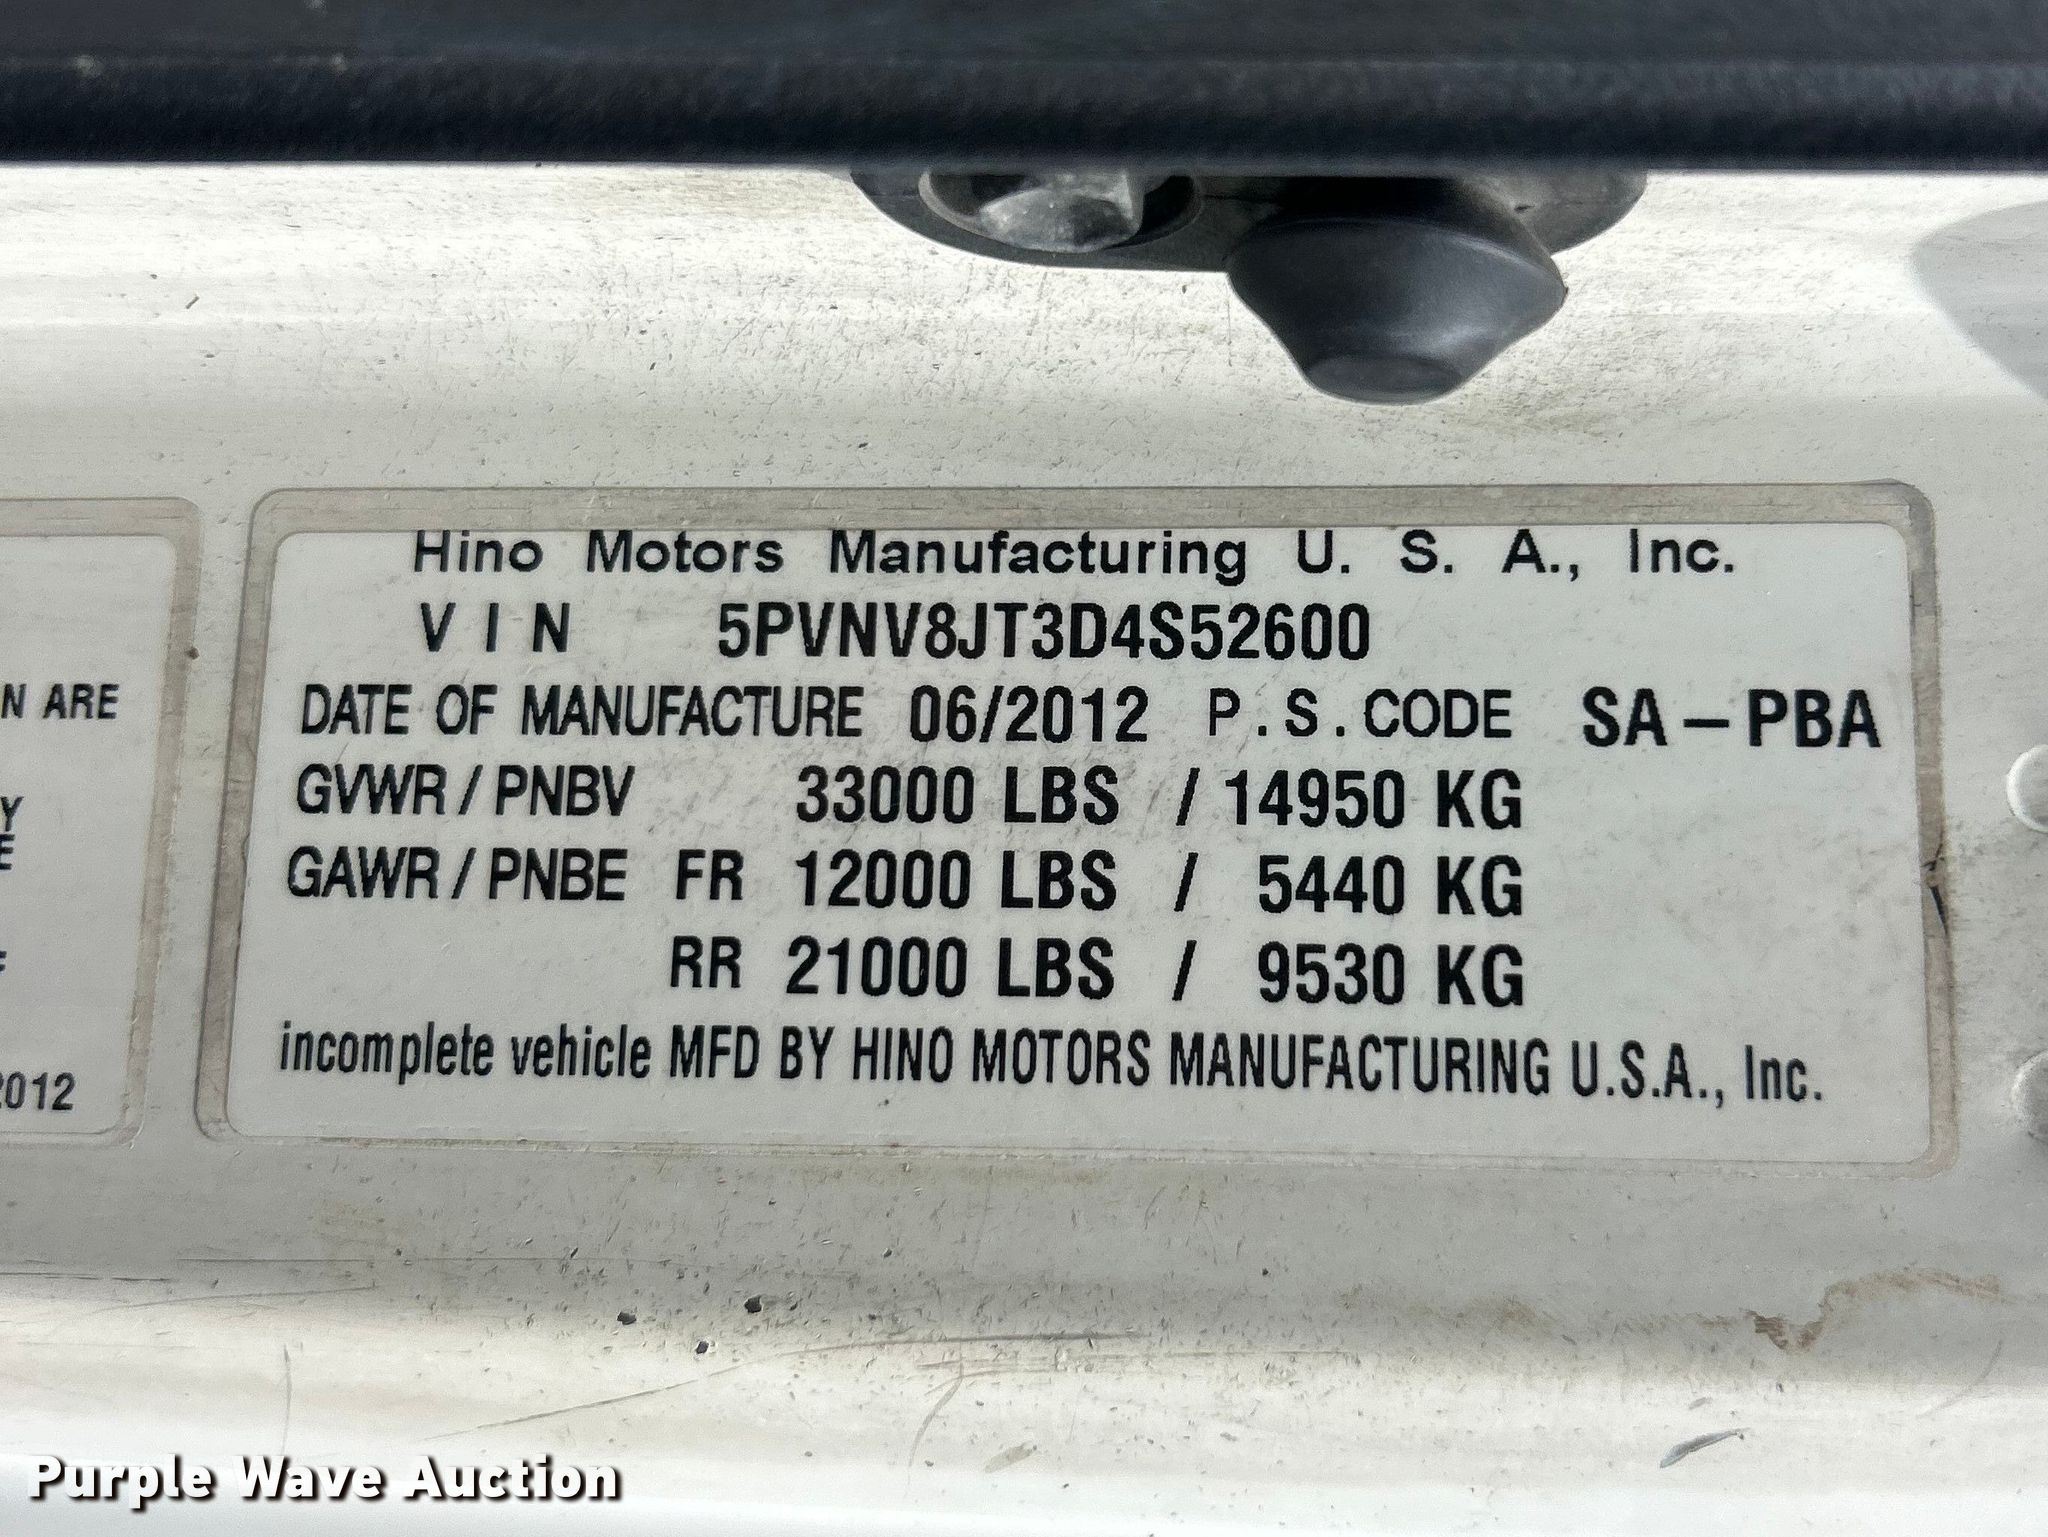 Hino Motors Manufacturing U. S. A., Inc.
VIN 5PVNV8JT3D4S52600
DATE OF MANUFACTURE 06/2012 P.S.CODE SA-PBA
GVWR / PNBV 33000 LBS / 14950 KG
GAWR / PNBE FR 12000 LBS / 5440 KG
RR 21000 LBS / 9530 KG
incomplete vehicle MFD BY HINO MOTORS MANUFACTURING U.S.A., Inc.
N ARE
Y
E
2012
Purple Wave Auction